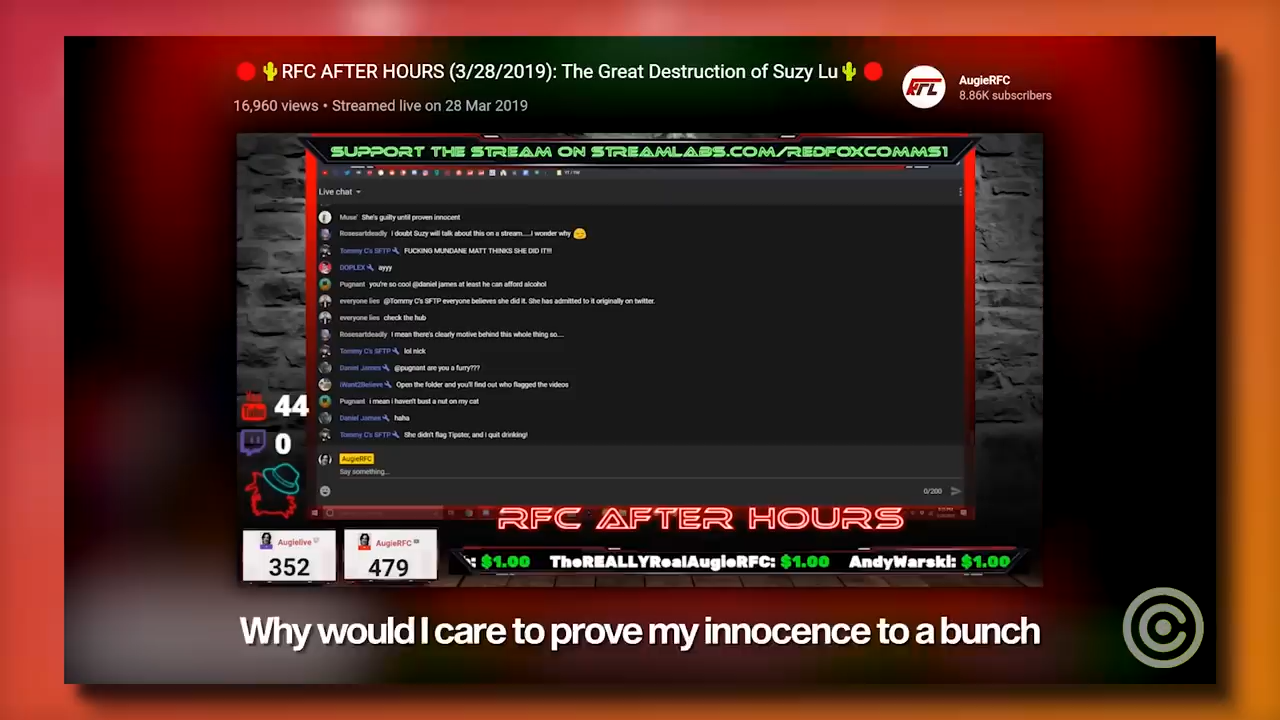 🔴 🌵RFC AFTER HOURS (3/28/2019): The Great Destruction of Suzy Lu🌵 🔴
16,960 views • Streamed live on 28 Mar 2019
AugieRFC
8.86K subscribers
SUPPORT THE STREAM ON STREAMLABS.COM/REDFOXCOMMS1
Live chat
Muse' She's guilty until proven innocent
Rosesartdeadly I doubt Suzy will talk about this on a stream.....I wonder why 😔
Tommy C's SFTP FUCKING MUNDANE MATT THINKS SHE DID IT!!!
DOPLEX ayyy
Pugnant you're so cool @daniel james at least he can afford alcohol
everyone lies @Tommy C's SFTP everyone believes she did it. She has admitted to it originally on twitter.
everyone lies check the hub
Rosesartdeadly I mean there's clearly motive behind this whole thing so....
Tommy C's SFTP lol nick
Daniel James @pugnant are you a furry???
iWant2Believe Open the folder and you'll find out who flagged the videos
Pugnant i mean i haven't bust a nut on my cat
Daniel James haha
Tommy C's SFTP She didn't flag Tipster, and I quit drinking!
AugieRFC
Say something...
0/200
You Tube 44
0
RFC AFTER HOURS
Augielive
352
AugieRFC
479
: $1.00 TheREALLYRealAugieRFC: $1.00 AndyWarski: $1.00
Why would I care to prove my innocence to a bunch